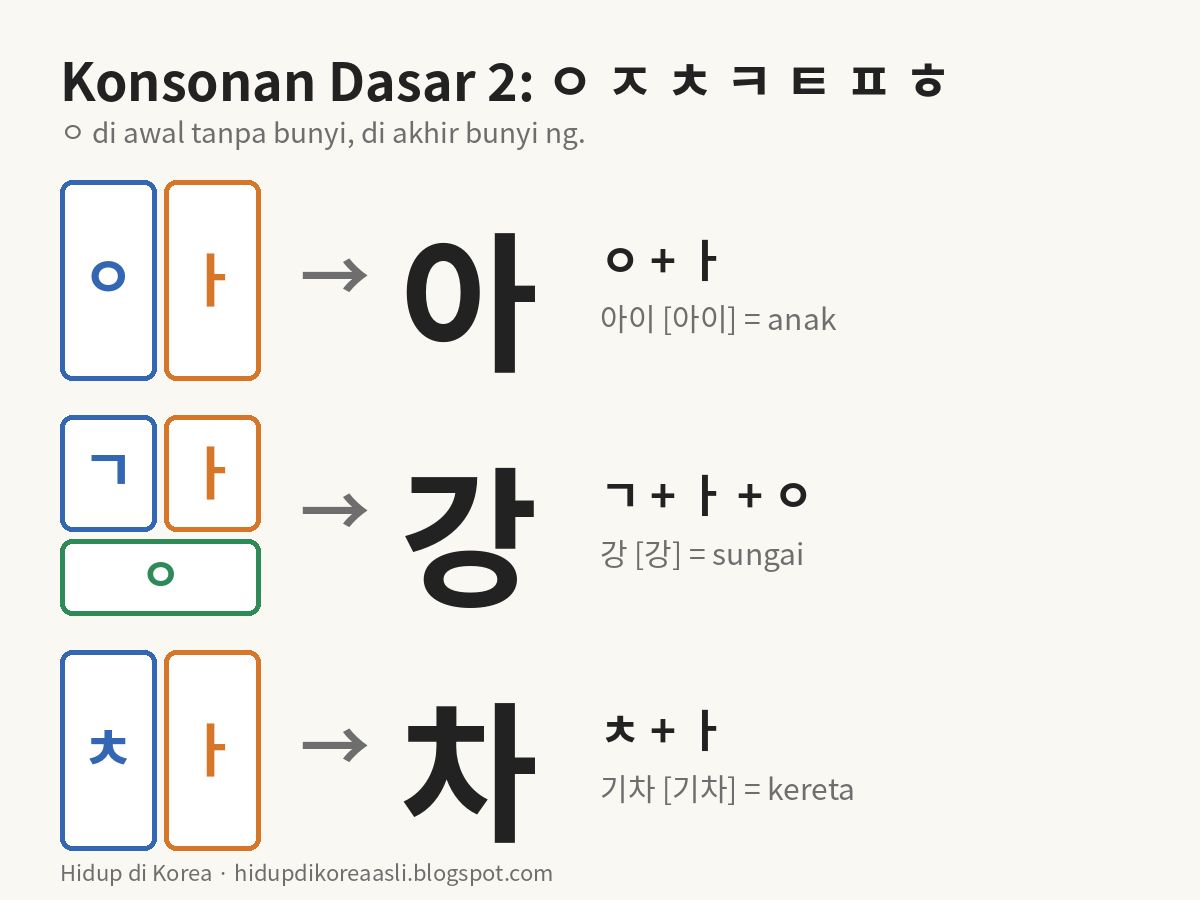 Konsonan Dasar 2: ㅇ ㅈ ㅊ ㅋ ㅌ ㅍ ㅎ
ㅇ di awal tanpa bunyi, di akhir bunyi ng.
ㅇ ㅏ → 아 ㅇ + ㅏ
아이 [아이] = anak
ㄱ ㅏ → 강 ㄱ + ㅏ + ㅇ
강 [강] = sungai
ㅇ
ㅊ ㅏ → 차 ㅊ + ㅏ
기차 [기차] = kereta
Hidup di Korea · hidupdikoreaasli.blogspot.com